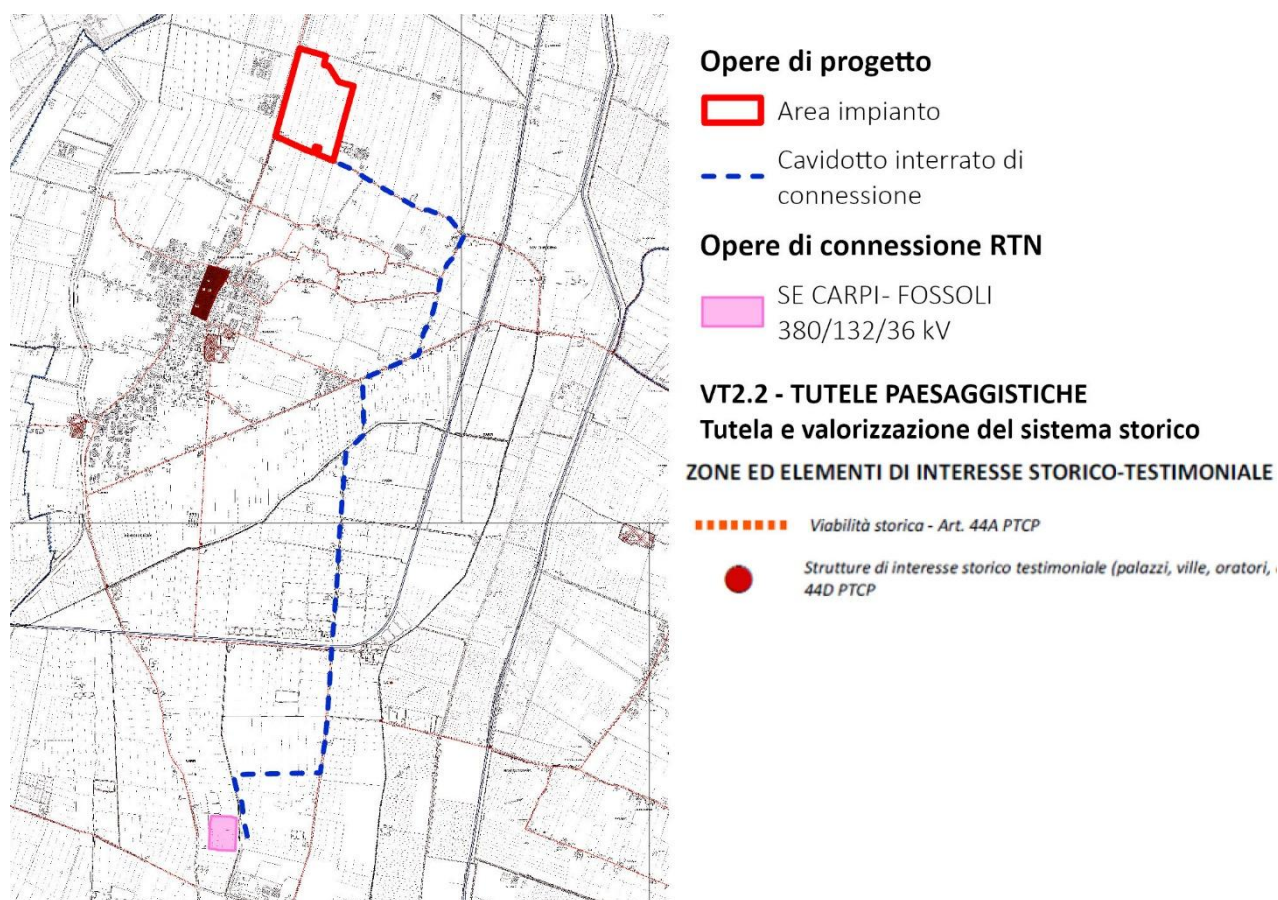 Opere di progetto
Area impianto
Cavidotto interrato di
connessione
Opere di connessione RTN
SE CARPI- FOSSOLI
380/132/36 kV
VT2.2 - TUTELE PAESAGGISTICHE
Tutela e valorizzazione del sistema storico
ZONE ED ELEMENTI DI INTERESSE STORICO-TESTIMONIALE
Viabilità storica - Art. 44A PTCP
Strutture di interesse storico testimoniale (palazzi, ville, oratori,
44D PTCP